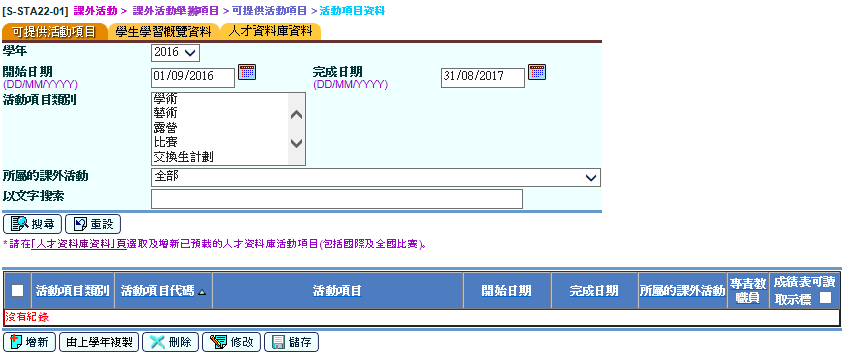 [S-STA22-01] 課外活動 > 課外活動舉辦項目 > 可提供活動項目 > 活動項目資料
可提供活動項目 學生學習概覽資料 人才資料庫資料
學年 2016
開始日期 01/09/2016 完成日期 31/08/2017
(DD/MM/YYYY) (DD/MM/YYYY)
活動項目類別 學術
藝術
露營
比賽
交換生計劃
所屬的課外活動 全部
以文字搜索
搜尋 重設
*請在「人才資料庫資料」頁選取及增新已預載的人才資料庫活動項目(包括國際及全國比賽)。
活動項目類別 活動項目代碼 活動項目 開始日期 完成日期 所屬的課外活動 專責教職員 成績表可讀取示標
沒有紀錄
增新 由上學年複製 刪除 修改 儲存